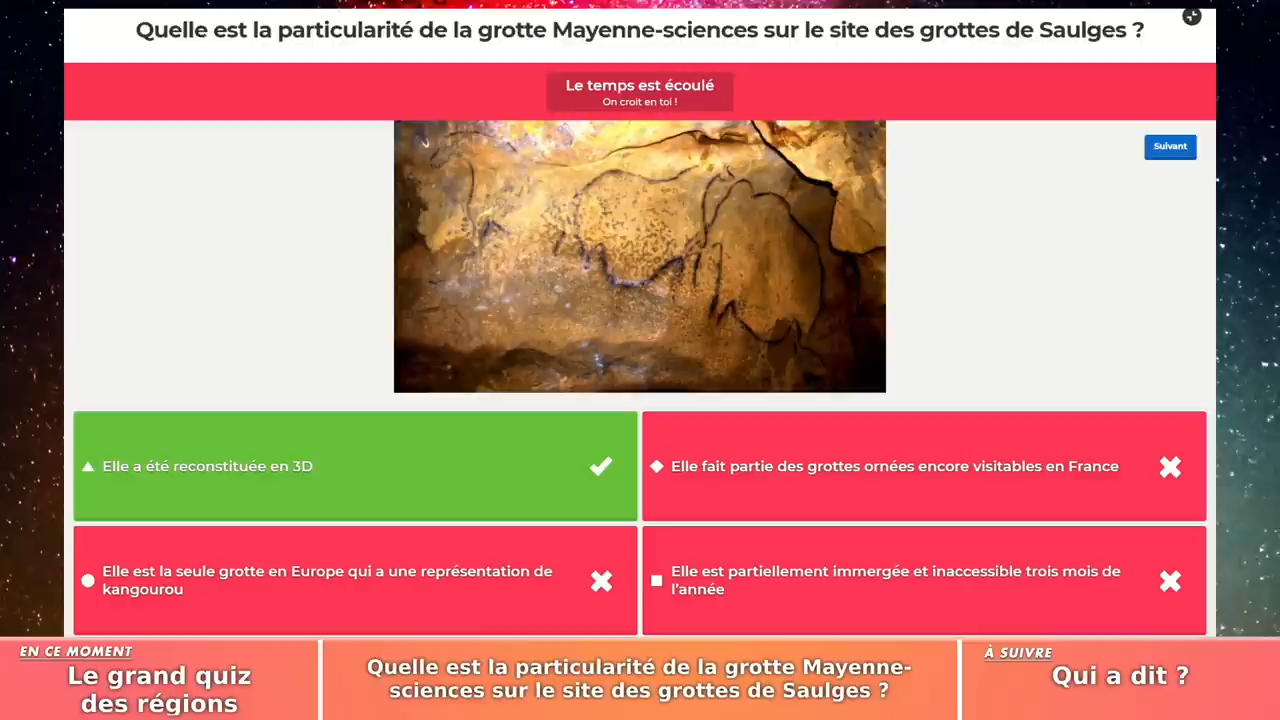 Quelle est la particularité de la grotte Mayenne-sciences sur le site des grottes de Saulges ?
Le temps est écoulé
On croit en toi !
Suivant
Elle a été reconstituée en 3D
Elle fait partie des grottes ornées encore visitables en France
Elle est la seule grotte en Europe qui a une représentation de
kangourou
Elle est partiellement immergée et inaccessible trois mois de
l'année
EN CE MOMENT
Le grand quiz
des régions
Quelle est la particularité de la grotte Mayenne-
sciences sur le site des grottes de Saulges ?
À SUIVRE
Qui a dit ?